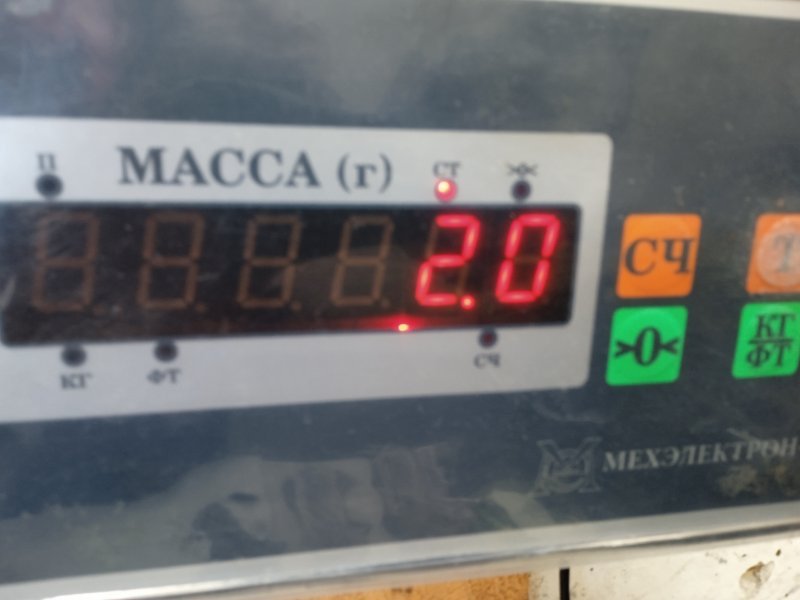 П МАССА (г) СТ >х<
2.0
КГ ФТ СЧ
СЧ Т
>0< КГ
ФТ
МЕХЭЛЕКТРОН